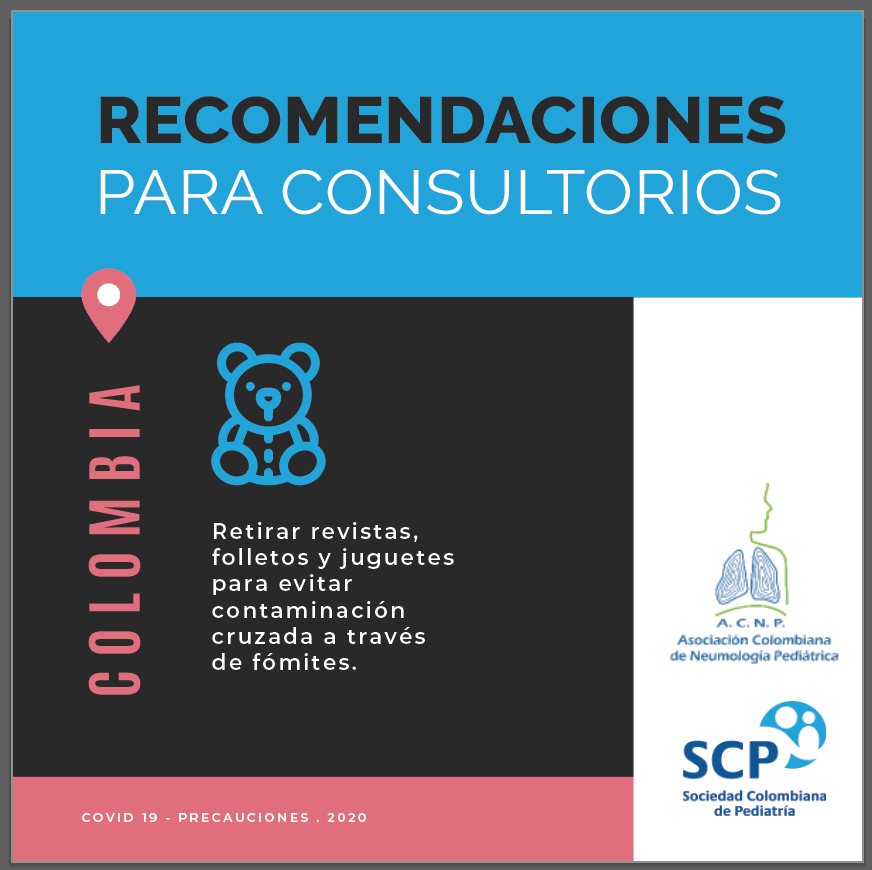 RECOMENDACIONES
PARA CONSULTORIOS
COLOMBIA
Retirar revistas,
folletos y juguetes
para evitar
contaminación
cruzada a través
de fómites.
A. C. N. P.
Asociación Colombiana
de Neumología Pediátrica
SCP
Sociedad Colombiana
de Pediatría
COVID 19 - PRECAUCIONES . 2020